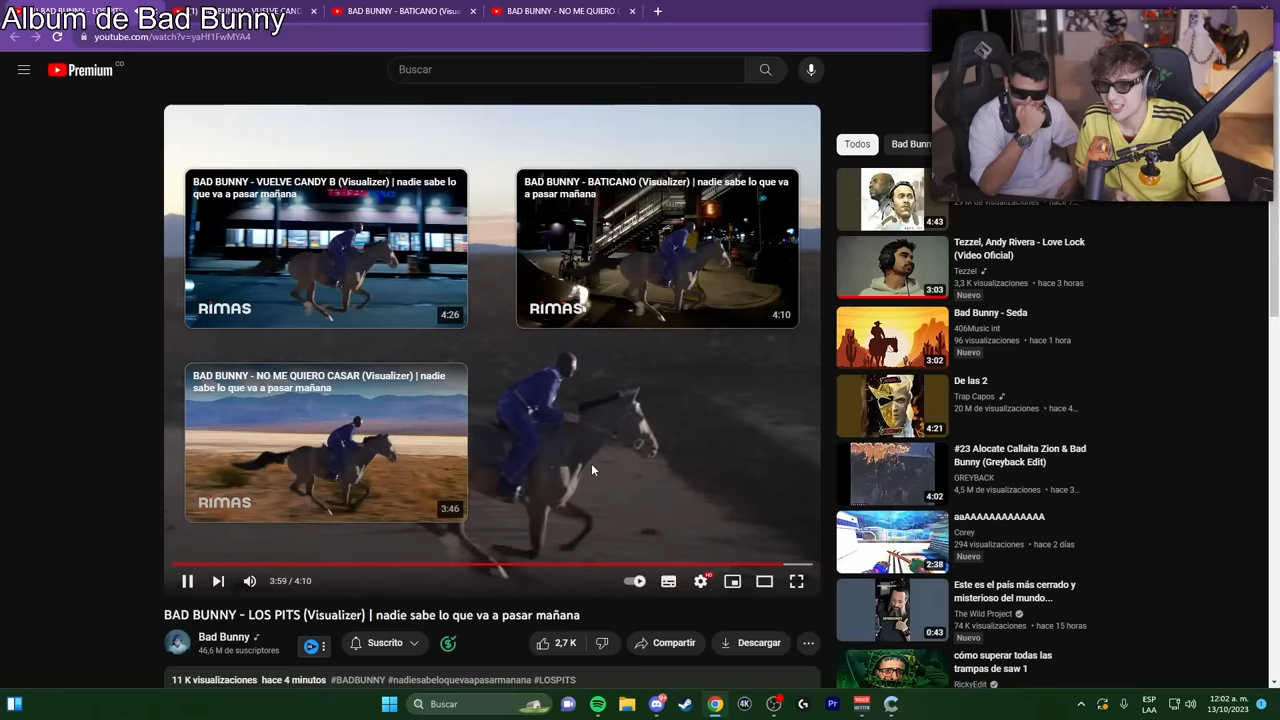 Album de Bad Bunny
BAD BUNNY - BATICANO (Visua
BAD BUNNY - NO ME QUIERO C
youtube.com/watch?v=yaHf1FwMYA4
Premium CO
Buscar
Todos
Bad Bunn
BAD BUNNY - VUELVE CANDY B (Visualizer) | nadie sabe lo
que va a pasar mañana
RIMAS
4:26
BAD BUNNY - BATICANO (Visualizer) | nadie sabe lo que va
a pasar mañana
RIMAS
4:10
BAD BUNNY - NO ME QUIERO CASAR (Visualizer) | nadie
sabe lo que va a pasar mañana
RIMAS
3:46
3:59 / 4:10
HD
BAD BUNNY - LOS PITS (Visualizer) | nadie sabe lo que va a pasar mañana
Bad Bunny
46,6 M de suscriptores
Suscrito
2,7 K
Compartir
Descargar
11 K visualizaciones hace 4 minutos #BADBUNNY #nadiesabeloquevaapasarmanana #LOSPITS
4:43
Tezzel, Andy Rivera - Love Lock
(Video Oficial)
Tezzel
3,3 K visualizaciones • hace 3 horas
Nuevo
3:03
Bad Bunny - Seda
406Music int
96 visualizaciones • hace 1 hora
Nuevo
3:02
De las 2
Trap Capos
20 M de visualizaciones • hace 4...
4:21
#23 Alocate Callaita Zion & Bad
Bunny (Greyback Edit)
GREYBACK
4,5 M de visualizaciones • hace 3...
4:02
aaAAAAAAAAAAAAA
Corey
294 visualizaciones • hace 2 días
Nuevo
2:38
Este es el país más cerrado y
misterioso del mundo...
The Wild Project
74 K visualizaciones • hace 15 horas
Nuevo
0:43
cómo superar todas las
trampas de saw 1
RickyEdit
Buscar
4K
Pr
ESP
LAA
12:02 a. m.
13/10/2023